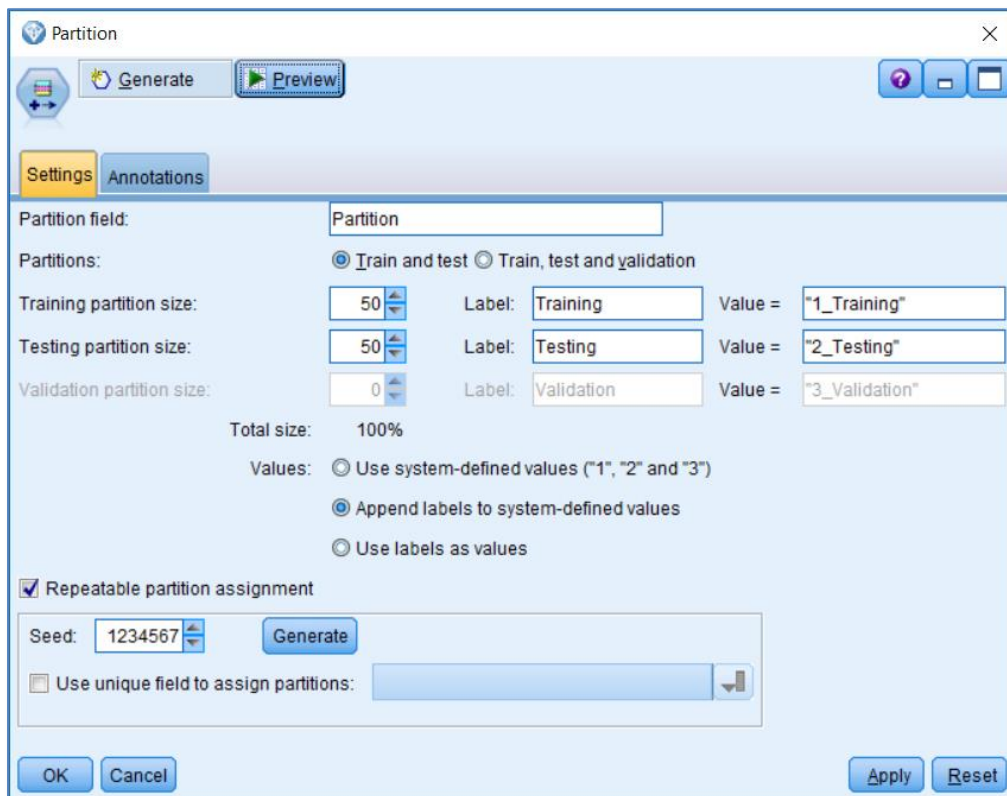 Partition
Generate Preview
Settings Annotations
Partition field: Partition
Partitions: Train and test Train, test and validation
Training partition size: 50 Label: Training Value = "1_Training"
Testing partition size: 50 Label: Testing Value = "2_Testing"
Validation partition size: 0 Label: Validation Value = "3_Validation"
Total size: 100%
Values: Use system-defined values ("1", "2" and "3")
Append labels to system-defined values
Use labels as values
Repeatable partition assignment
Seed: 1234567 Generate
Use unique field to assign partitions:
OK Cancel Apply Reset